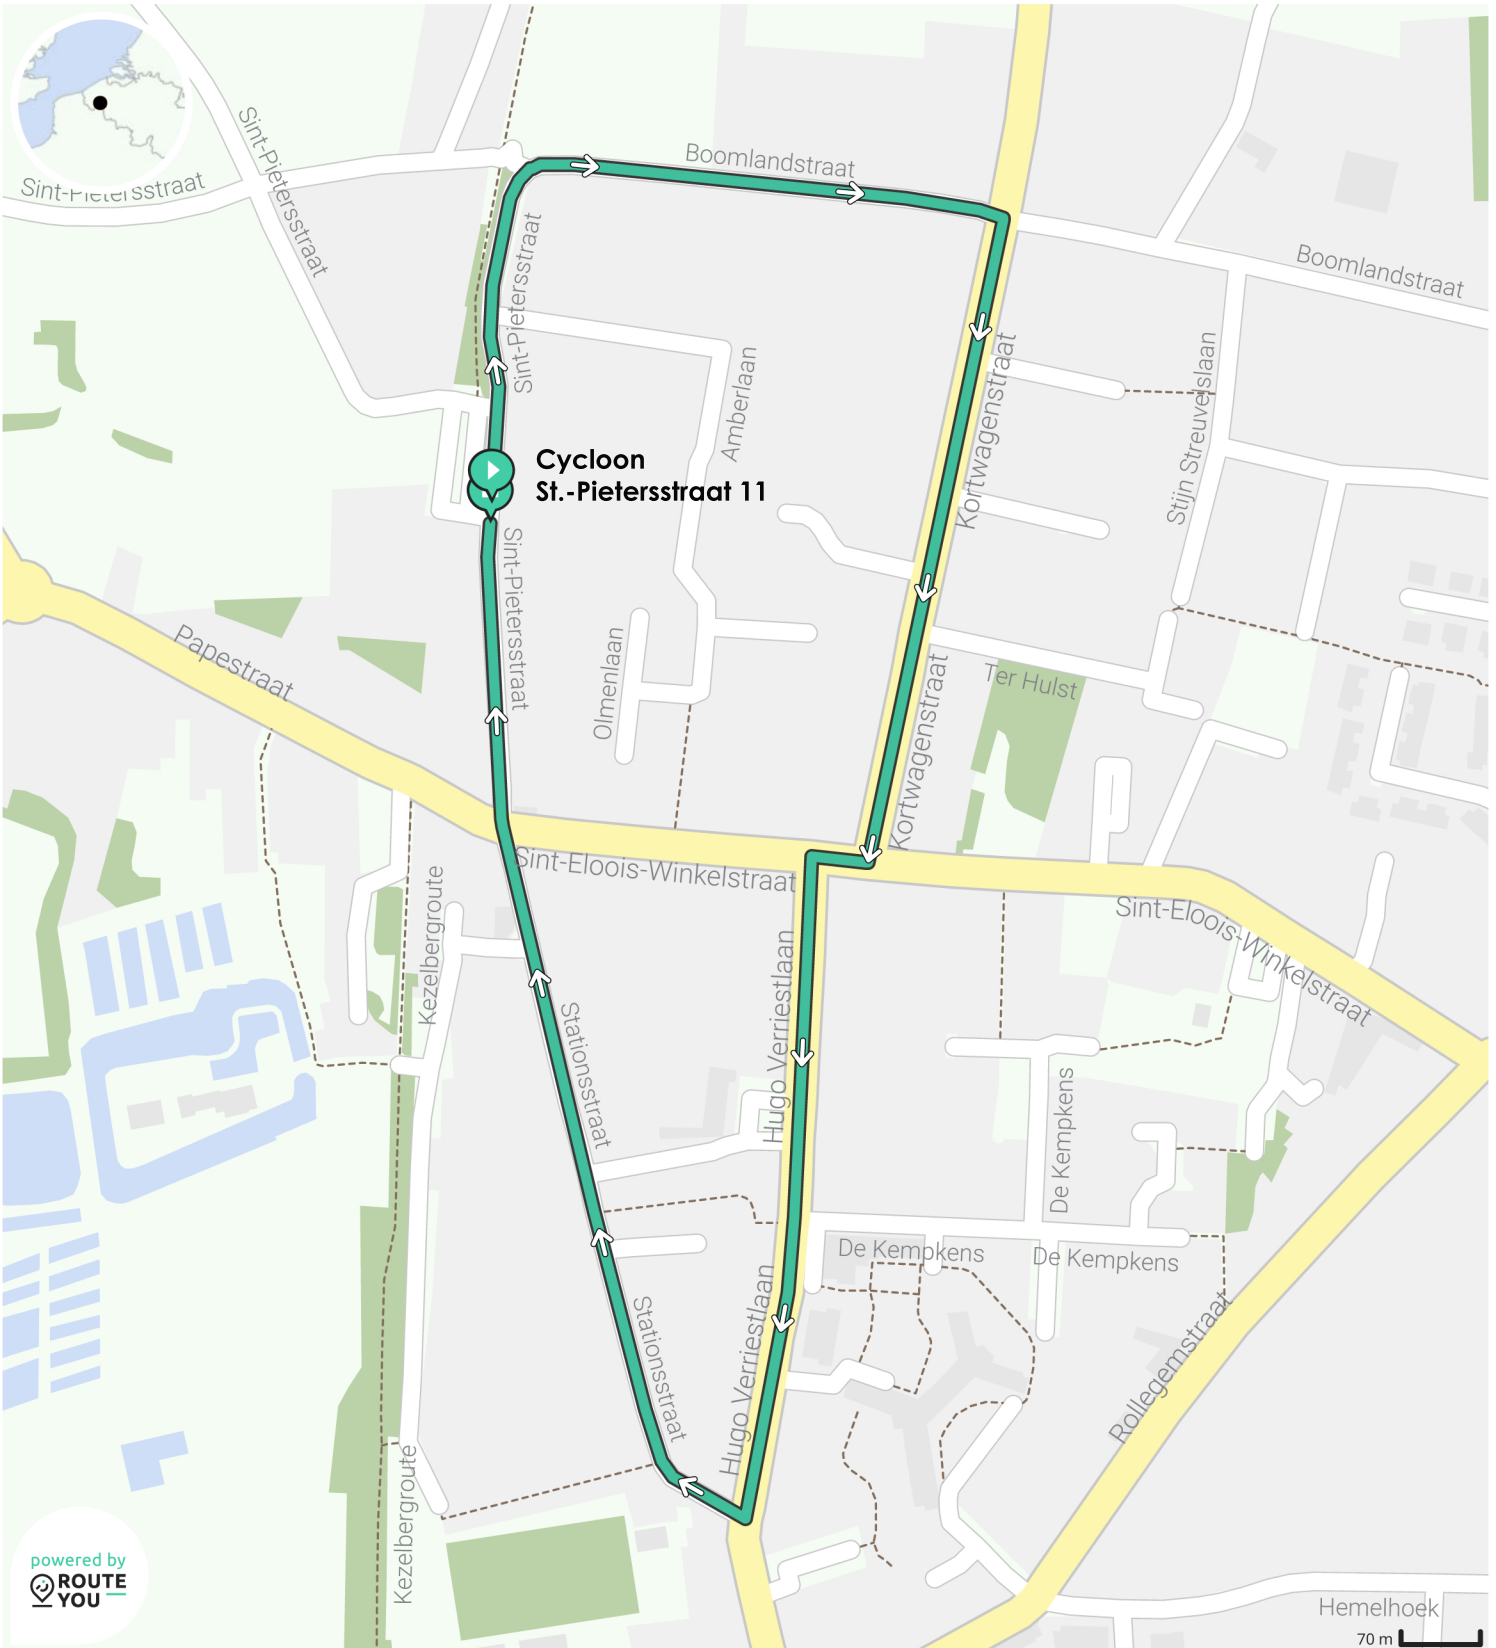 Sint-Pietersstraat
Sint-Pietersstraat
Boomlandstraat
Boomlandstraat
Sint-Pietersstraat
Kortwagenstraat
Stijn Streuvelslaan
Amberlaan
Cycloon
St.-Pietersstraat 11
Sint-Pietersstraat
Papestraat
Olmenlaan
Ter Hulst
Kortwagenstraat
Sint-Eloois-Winkelstraat
Sint-Eloois-Winkelstraat
Kezelbergroute
Hugo Verriestlaan
Stationsstraat
De Kempkens
De Kempkens
De Kempkens
Hugo Verriestlaan
Stationsstraat
Rollegemstraat
Kezelbergroute
powered by
ROUTE
YOU
Hemelhoek
70 m